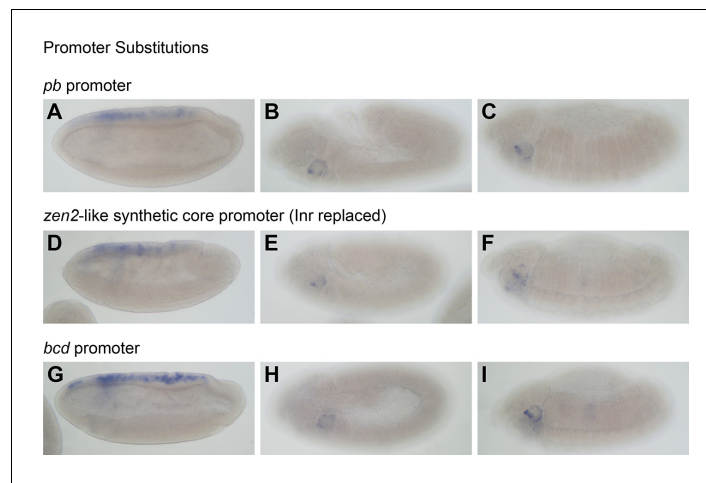 Promoter Substitutions
pb promoter
A B C
zen2-like synthetic core promoter (Inr replaced)
D E F
bcd promoter
G H I